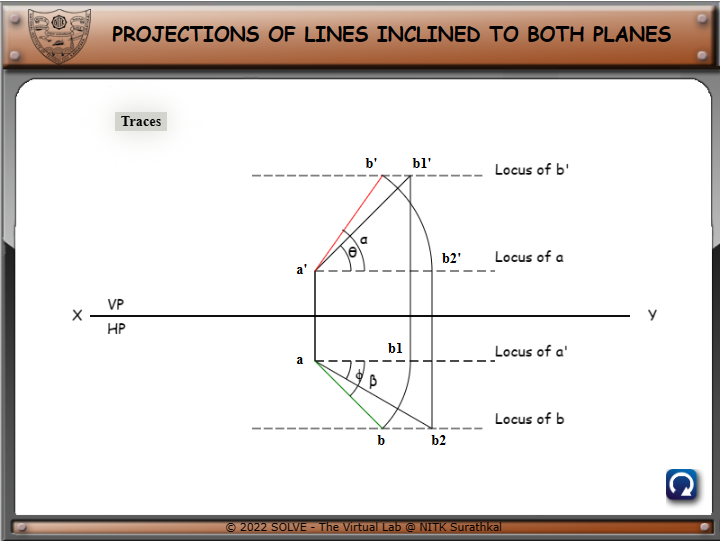 PROJECTIONS OF LINES INCLINED TO BOTH PLANES
Traces
b' b1' Locus of b'
α
θ
a' b2' Locus of a
VP
X Y
HP
b1 Locus of a'
a
ϕ β
Locus of b
b b2
© 2022 SOLVE - The Virtual Lab @ NITK Surathkal